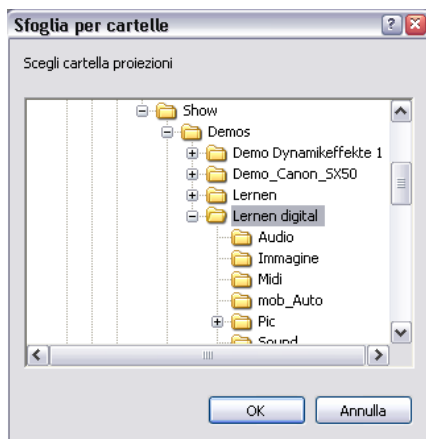 Sfoglia per cartelle
Scegli cartella proiezioni
Show
Demos
Demo Dynamikeffekte 1
Demo_Canon_SX50
Lernen
Lernen digital
Audio
Immagine
Midi
mob_Auto
Pic
Sound
OK Annulla